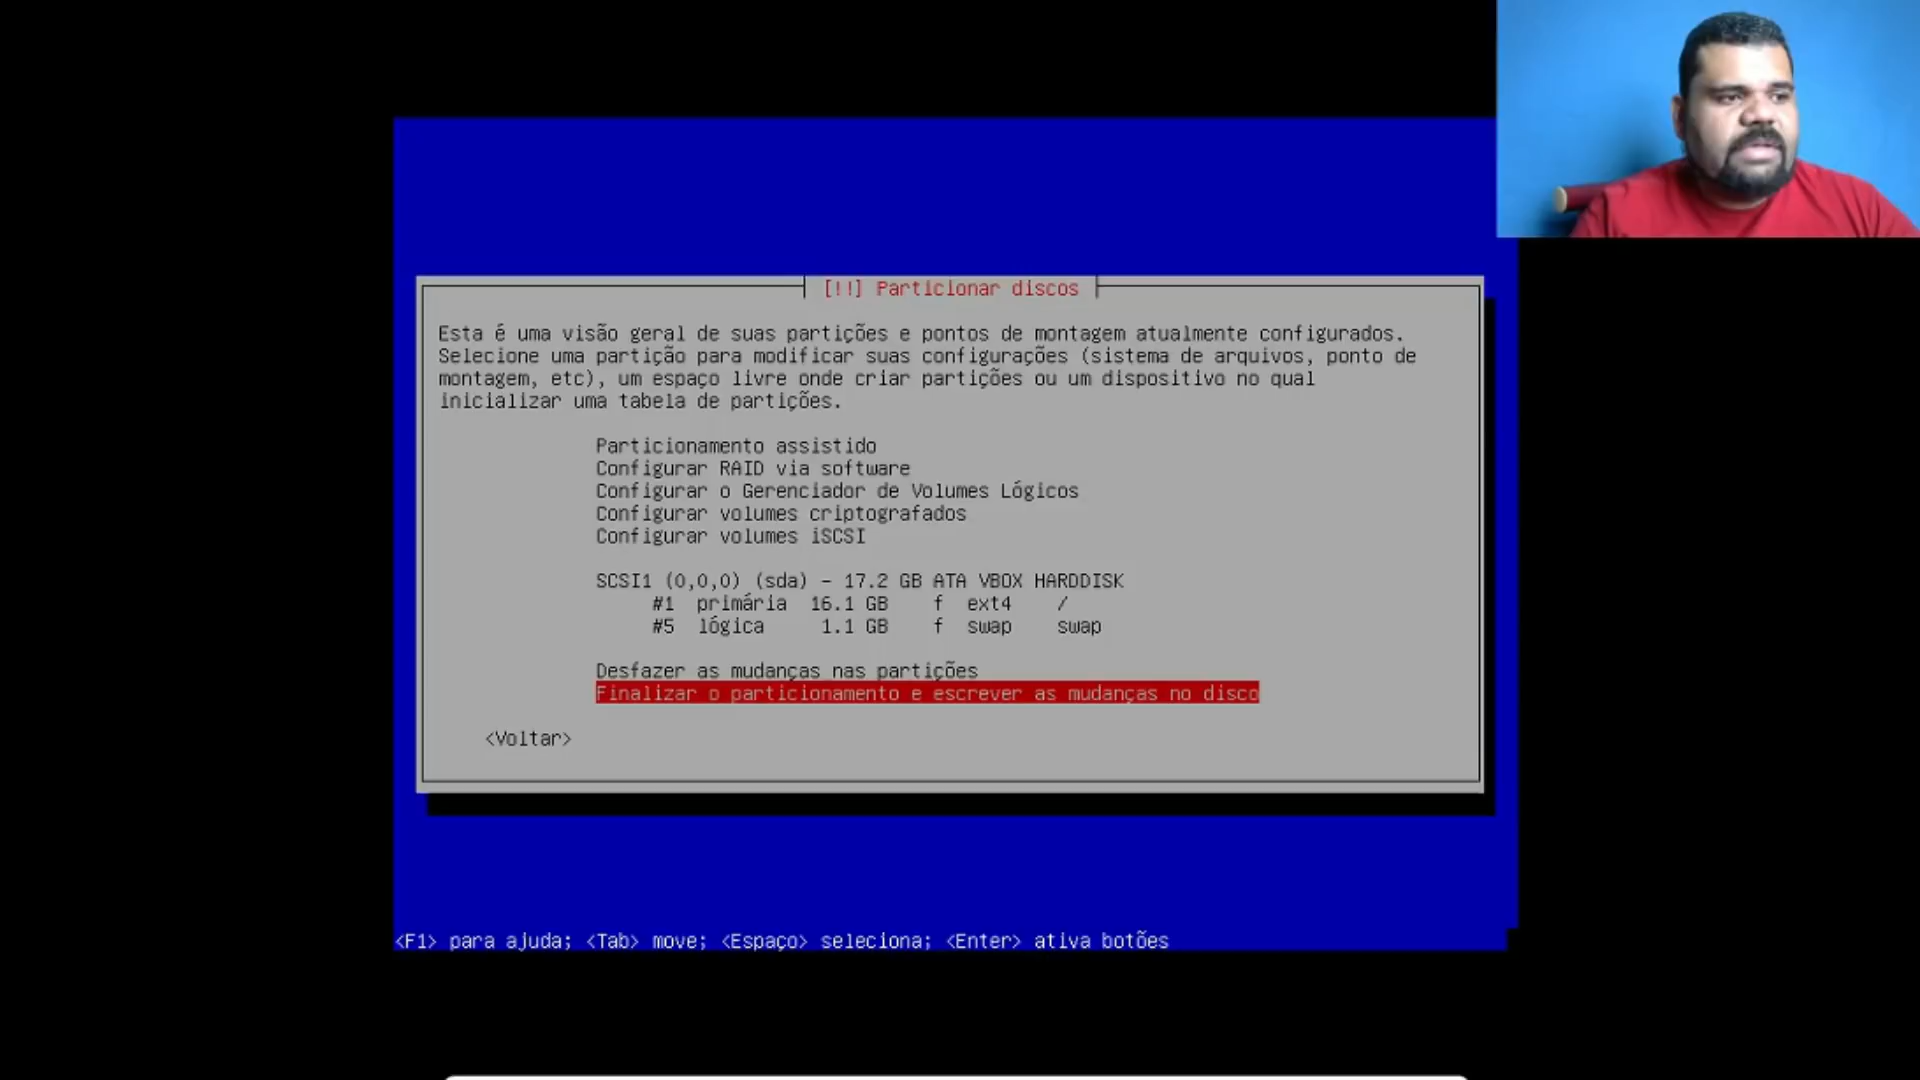 [!!] Particionar discos
Esta é uma visão geral de suas partições e pontos de montagem atualmente configurados.
Selecione uma partição para modificar suas configurações (sistema de arquivos, ponto de
montagem, etc), um espaço livre onde criar partições ou um dispositivo no qual
inicializar uma tabela de partições.
Particionamento assistido
Configurar RAID via software
Configurar o Gerenciador de Volumes Lógicos
Configurar volumes criptografados
Configurar volumes iSCSI
SCSI1 (0,0,0) (sda) - 17.2 GB ATA VBOX HARDDISK
#1 primária 16.1 GB f ext4 /
#5 lógica 1.1 GB f swap swap
Desfazer as mudanças nas partições
Finalizar o particionamento e escrever as mudanças no disco
<Voltar>
<F1> para ajuda; <Tab> move; <Espaço> seleciona; <Enter> ativa botões